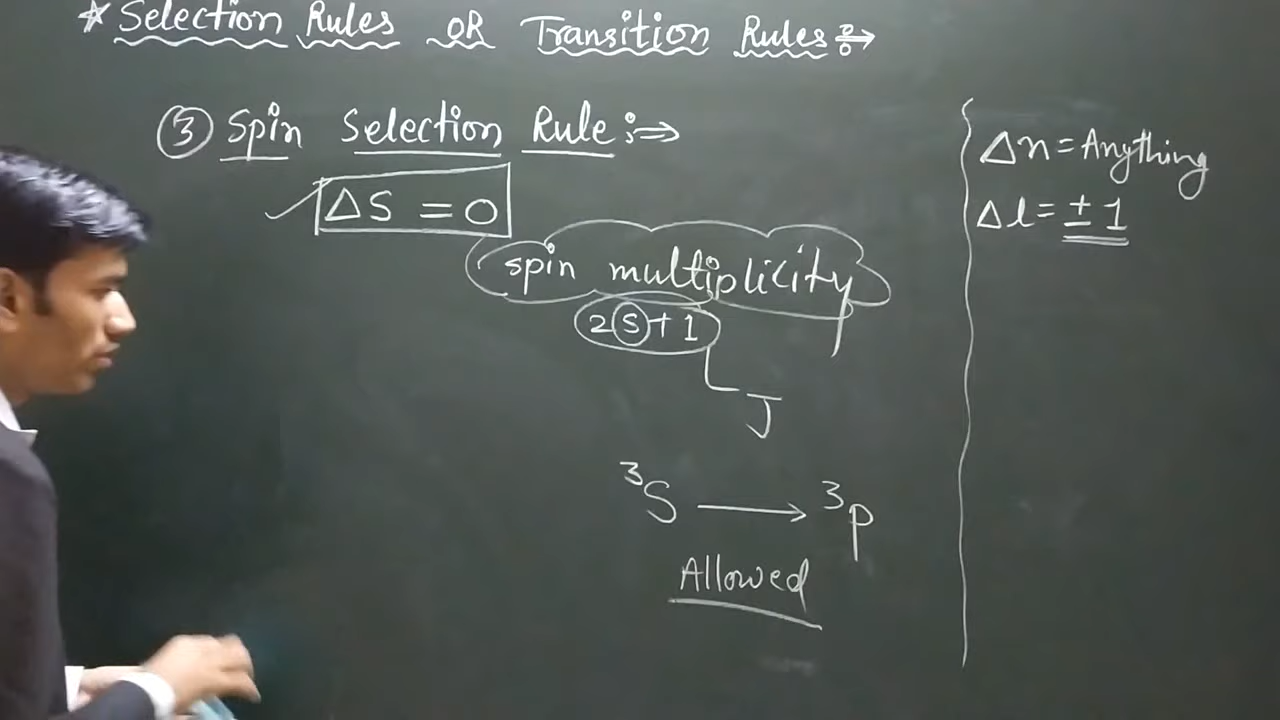 * Selection Rules OR Transition Rules :→
③ Spin Selection Rule :⇒
✓ ΔS = 0
spin multiplicity
2S+1
J
³S → ³p
Allowed
Δn = Anything
Δl = ± 1